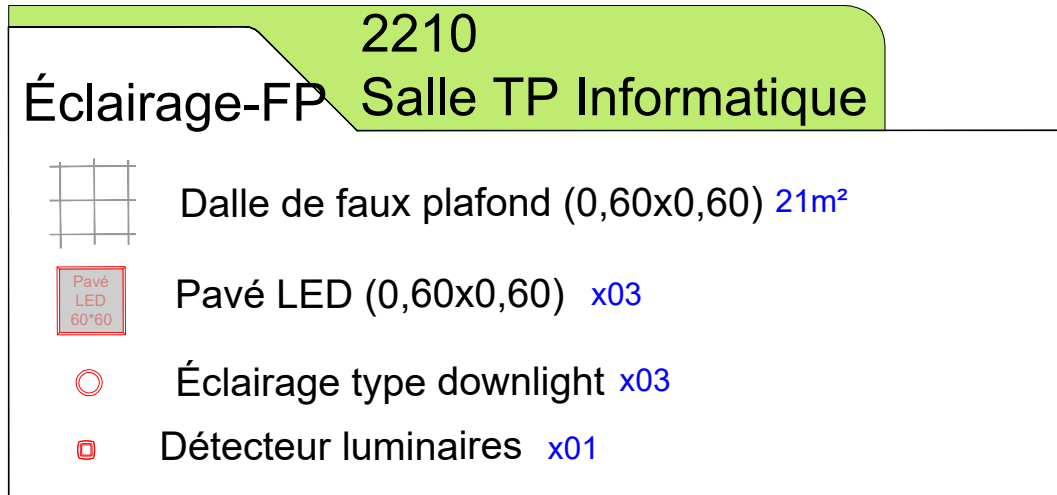 2210
Éclairage-FP Salle TP Informatique
Dalle de faux plafond (0,60x0,60) 21m²
Pavé
LED
60*60
Pavé LED (0,60x0,60) x03
Éclairage type downlight x03
Détecteur luminaires x01